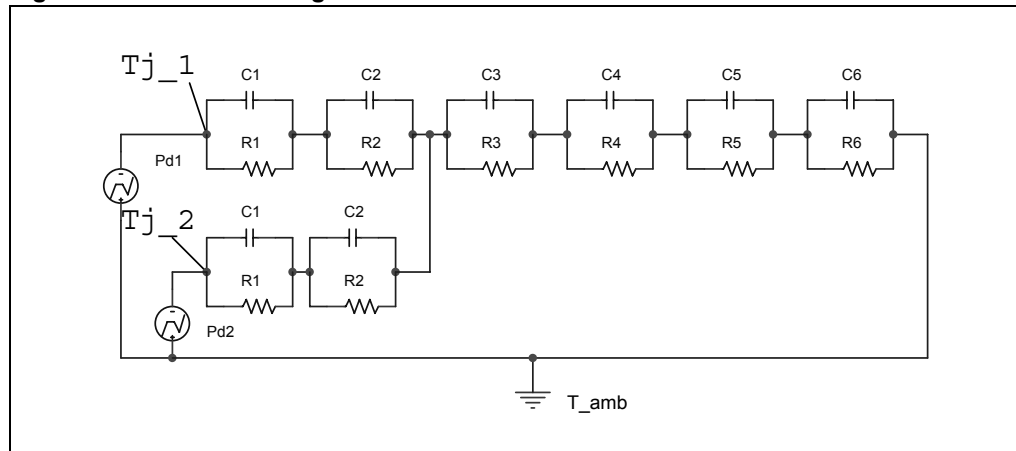 Tj_1
C1 C2 C3 C4 C5 C6
R1 R2 R3 R4 R5 R6
Pd1
Tj_2
C1 C2
R1 R2
Pd2
T_amb